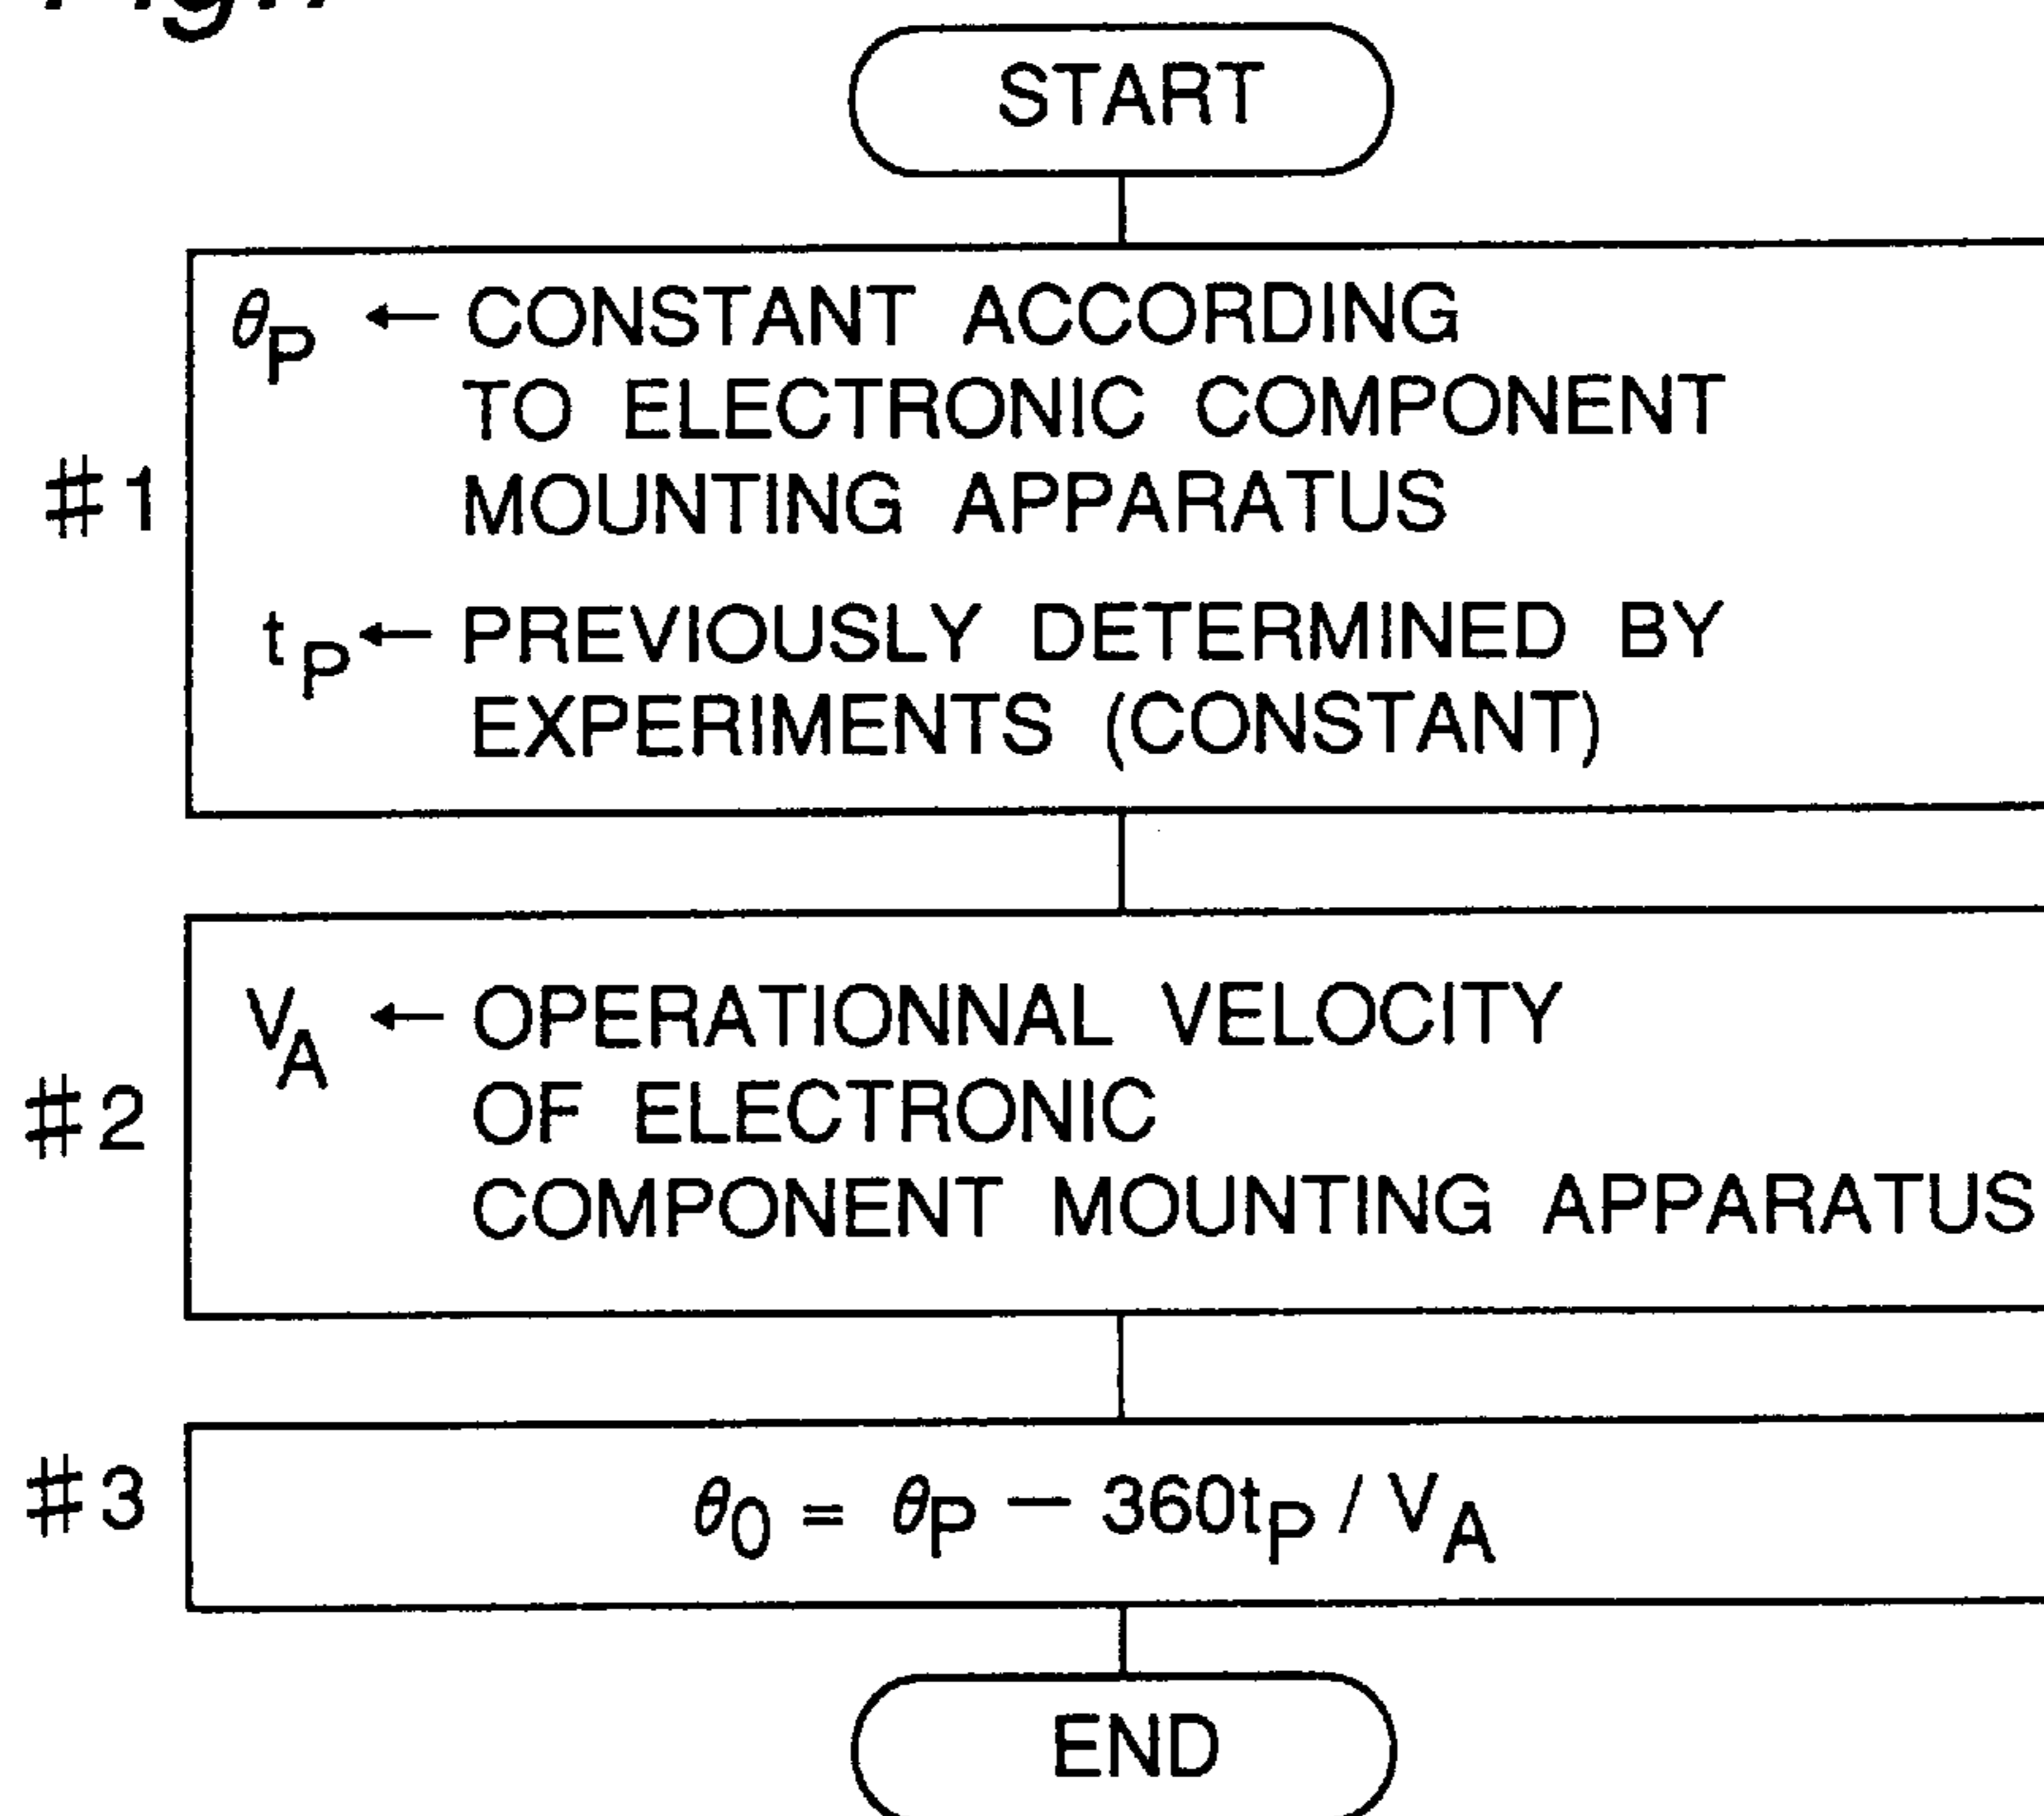 START
θP ← CONSTANT ACCORDING
TO ELECTRONIC COMPONENT
MOUNTING APPARATUS
#1
tP ← PREVIOUSLY DETERMINED BY
EXPERIMENTS (CONSTANT)
VA ← OPERATIONNAL VELOCITY
OF ELECTRONIC
#2
COMPONENT MOUNTING APPARATUS
#3
θ0 = θP — 360tP / VA
END